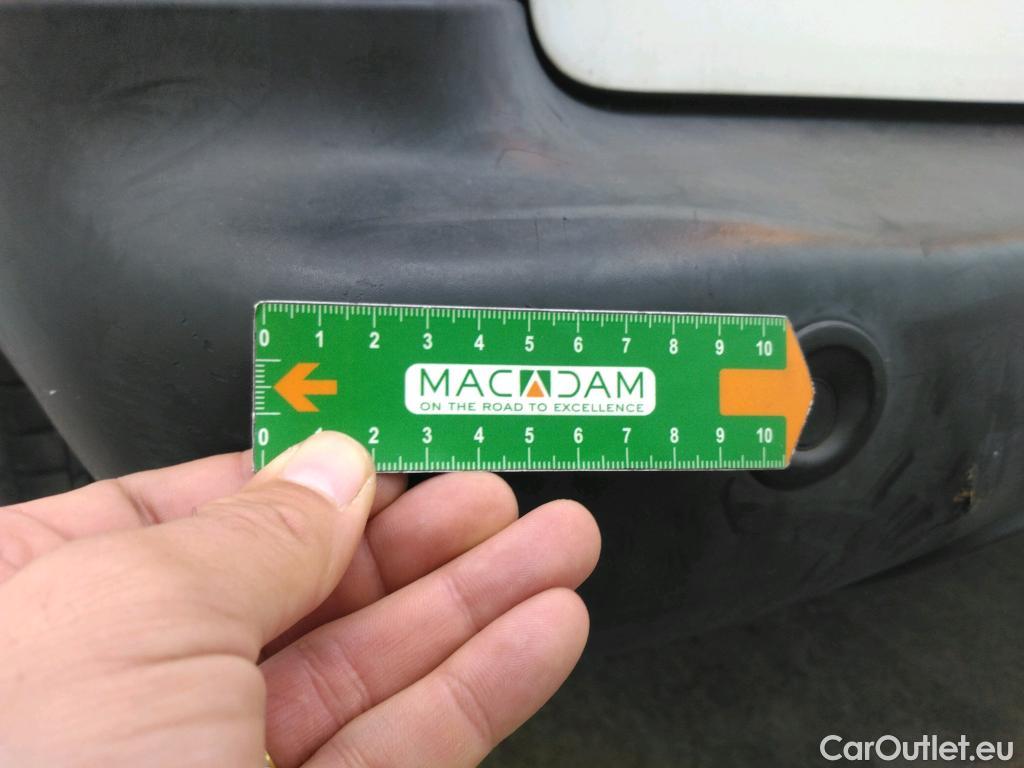 0 1 2 3 4 5 6 7 8 9 10
MACADAM
ON THE ROAD TO EXCELLENCE
0 1 2 3 4 5 6 7 8 9 10
CarOutlet.eu